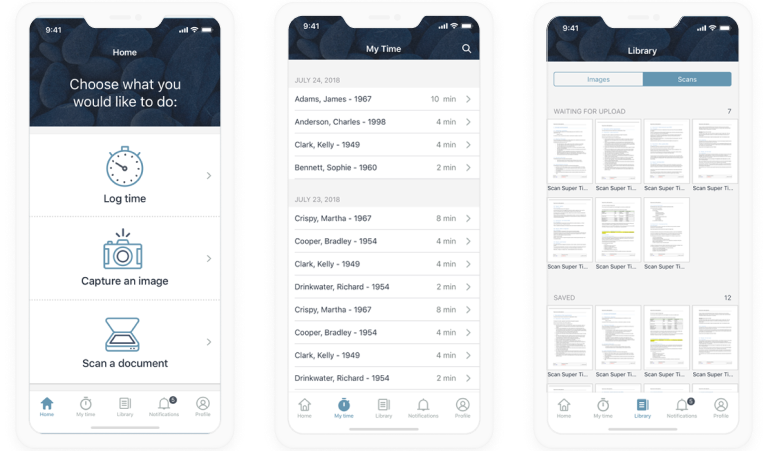 9:41
Home
Choose what you
would like to do:
Log time
Capture an image
Scan a document
5
Home My time Library Notifications Profile
9:41
My Time
JULY 24, 2018
Adams, James - 1967 10 min
Anderson, Charles - 1998 4 min
Clark, Kelly - 1949 4 min
Bennett, Sophie - 1960 2 min
JULY 23, 2018
Crispy, Martha - 1967 8 min
Cooper, Bradley - 1954 4 min
Clark, Kelly - 1949 4 min
Drinkwater, Richard - 1954 2 min
Crispy, Martha - 1967 8 min
Cooper, Bradley - 1954 4 min
Clark, Kelly - 1949 4 min
Drinkwater, Richard - 1954 2 min
Home My time Library Notifications Profile
9:41
Library
Images Scans
WAITING FOR UPLOAD 7
Scan Super Ti... Scan Super Ti... Scan Super Ti... Scan Super Ti...
Scan Super Ti... Scan Super Ti... Scan Super Ti...
SAVED 12
Scan Super Ti... Scan Super Ti... Scan Super Ti... Scan Super Ti...
5
Home My time Library Notifications Profile